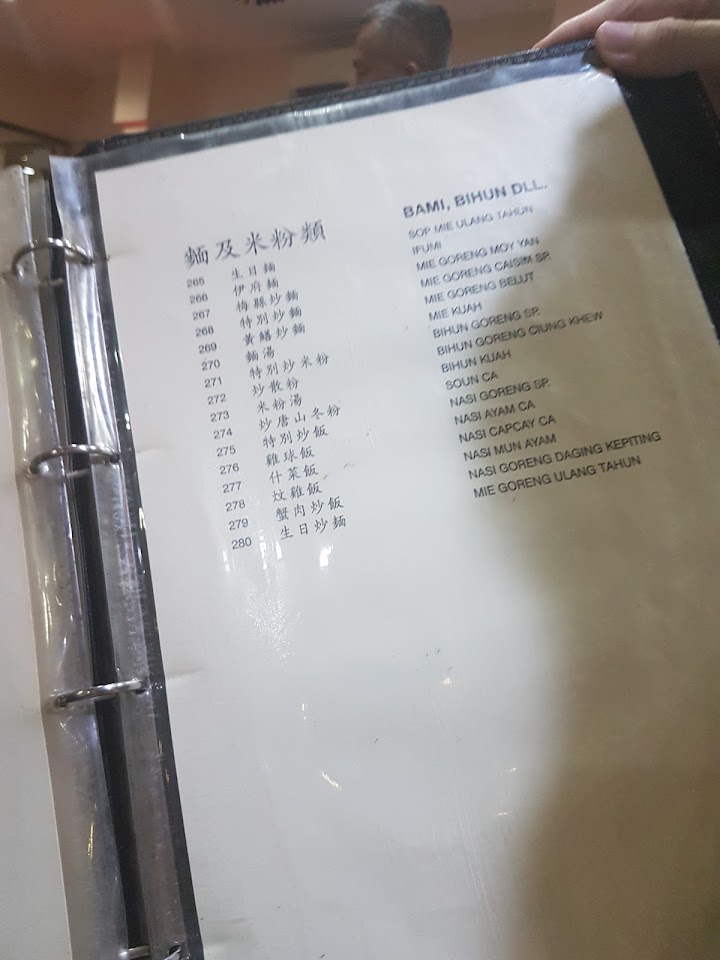 麵及米粉類 BAMI, BIHUN DLL.
265 生日麵 SOP MIE ULANG TAHUN
266 伊府麵 IFUMI
267 梅縣炒麵 MIE GORENG MOY YAN
268 特別炒麵 MIE GORENG CAISIM SP.
269 黃鱔炒麵 MIE GORENG BELUT
270 麵湯 MIE KUAH
271 特別炒米粉 BIHUN GORENG SP.
272 炒散粉 BIHUN GORENG CIUNG KHEW
273 米粉湯 BIHUN KUAH
274 炒唐山冬粉 SOUN CA
275 特別炒飯 NASI GORENG SP.
276 雞球飯 NASI AYAM CA
277 什菜飯 NASI CAPCAY CA
278 炆雞飯 NASI MUN AYAM
279 蟹肉炒飯 NASI GORENG DAGING KEPITING
280 生日炒麵 MIE GORENG ULANG TAHUN